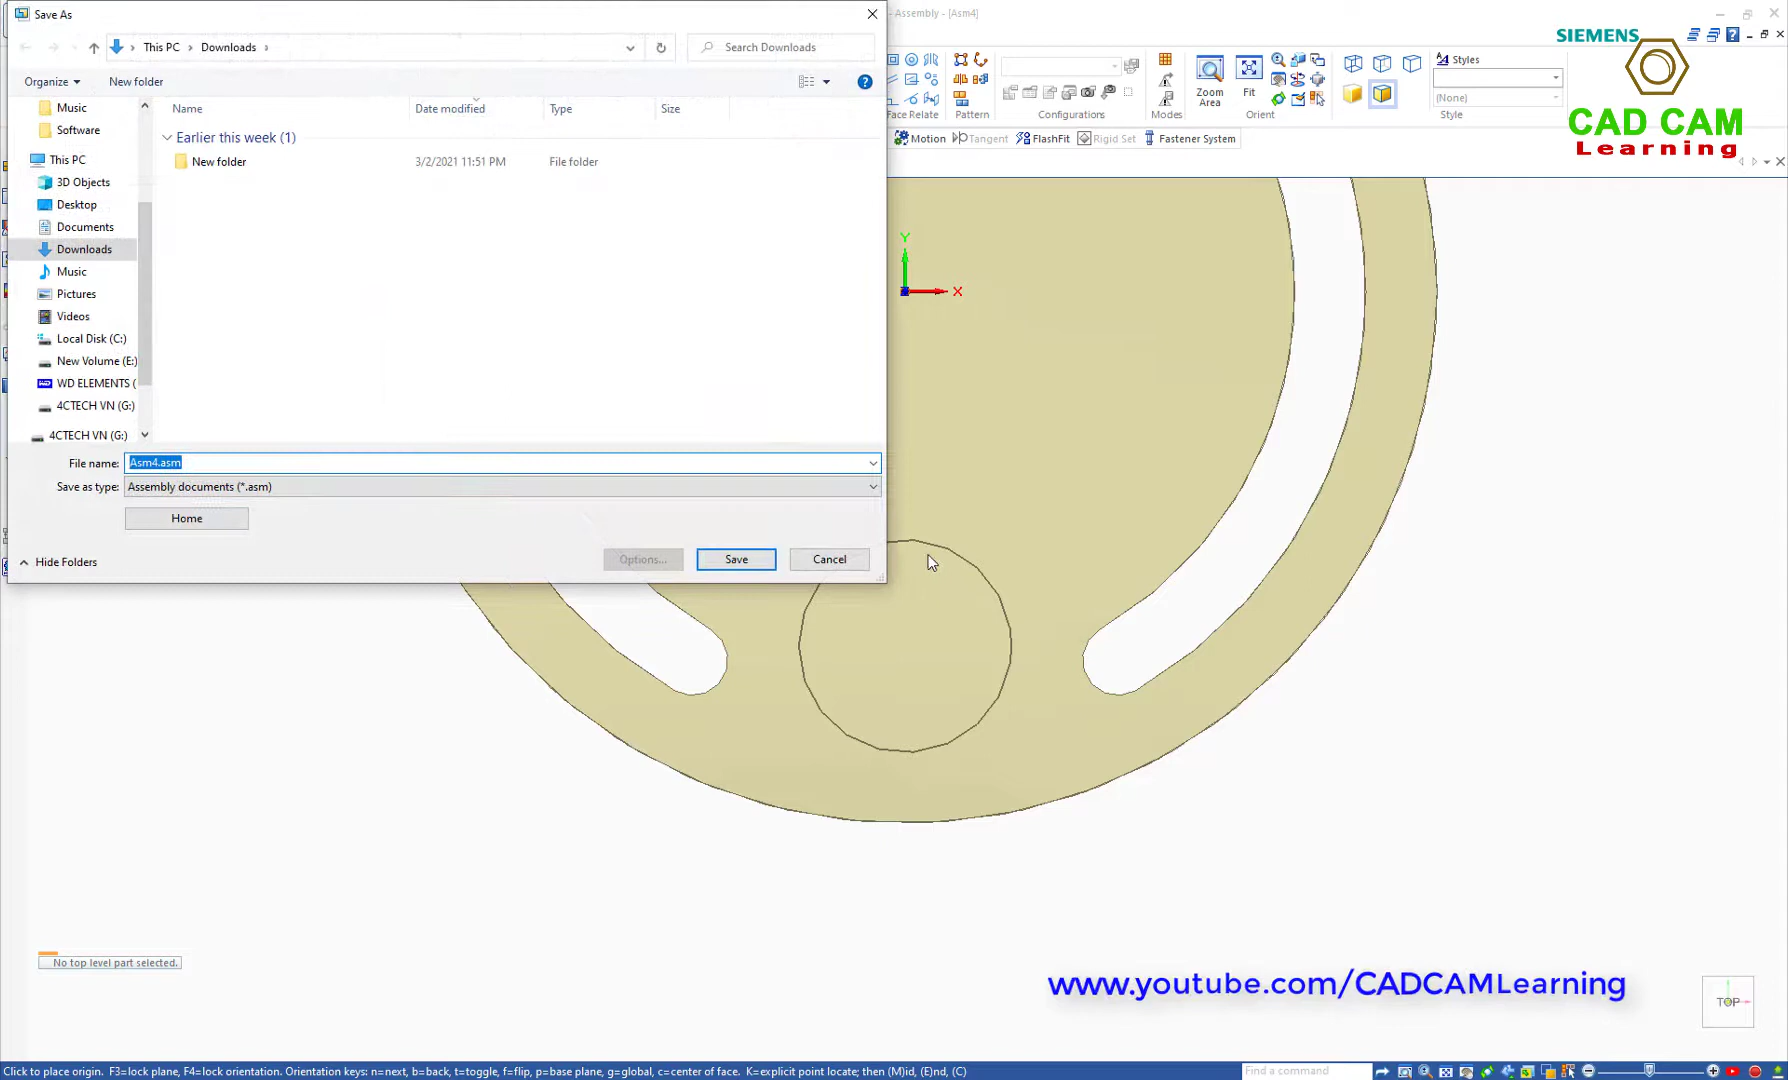 Save As
- Assembly - [Asm4]
This PC > Downloads >
Search Downloads
Organize
New folder
Name
Date modified
Type
Size
Earlier this week (1)
New folder
3/2/2021 11:51 PM
File folder
Music
Software
This PC
3D Objects
Desktop
Documents
Downloads
Music
Pictures
Videos
Local Disk (C:)
New Volume (E:)
WD ELEMENTS (
4CTECH VN (G:)
4CTECH VN (G:)
File name:
Asm4.asm
Save as type:
Assembly documents (*.asm)
Home
Hide Folders
Options...
Save
Cancel
SIEMENS
CAD CAM
Learning
Zoom
Area
Fit
Styles
(None)
Face Relate
Pattern
Configurations
Modes
Orient
Style
Motion
Tangent
FlashFit
Rigid Set
Fastener System
Y
X
No top level part selected.
www.youtube.com/CADCAMLearning
TOP
Click to place origin. F3=lock plane, F4=lock orientation. Orientation keys: n=next, b=back, t=toggle, f=flip, p=base plane, g=global, c=center of face. K=explicit point locate; then (M)id, (E)nd, (C)
Find a command